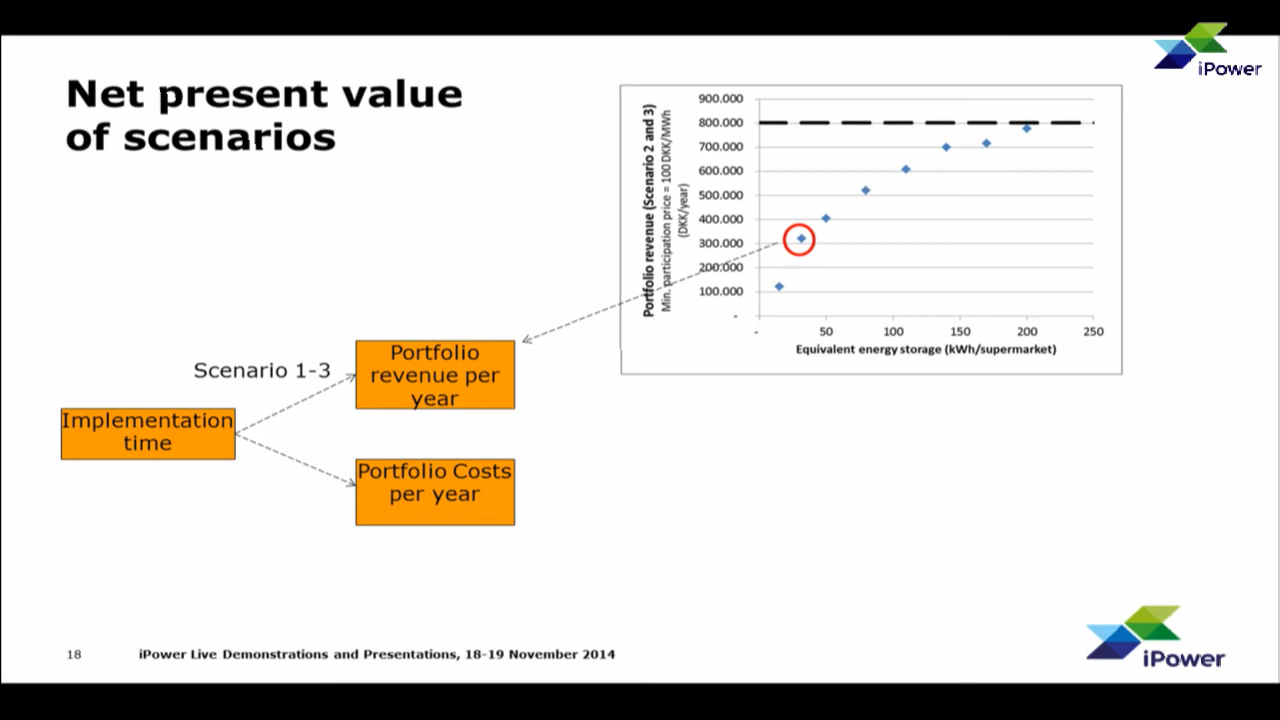 iPower
Net present value
of scenarios
Portfolio revenue (Scenario 2 and 3)
Min. participation price = 100 DKK/MWh
(DKK/year)
900.000
800.000
700.000
600.000
500.000
400.000
300.000
200.000
100.000
-
- 50 100 150 200 250
Equivalent energy storage (kWh/supermarket)
Scenario 1-3
Portfolio
revenue per
year
Implementation
time
Portfolio Costs
per year
18 iPower Live Demonstrations and Presentations, 18-19 November 2014
iPower